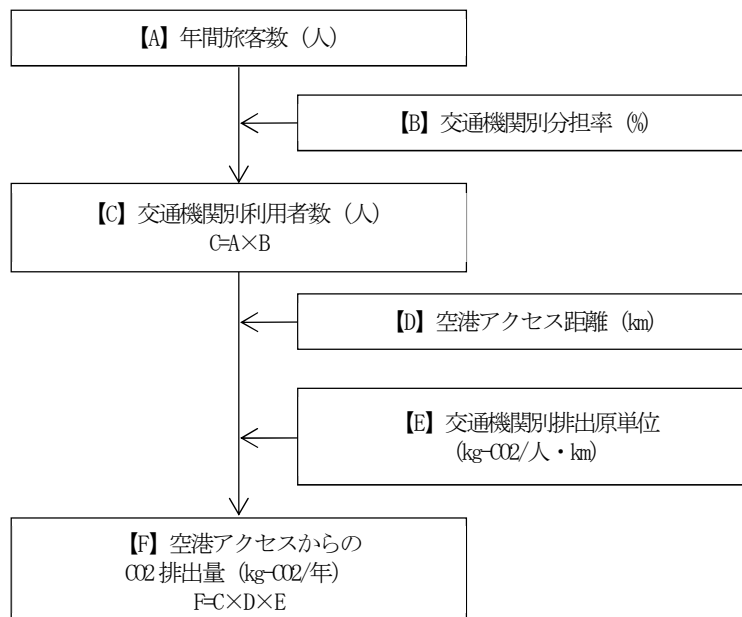 【A】年間旅客数（人）
【B】交通機関別分担率（%）
【C】交通機関別利用者数（人）
C=A×B
【D】空港アクセス距離（km）
【E】交通機関別排出原単位
（kg-CO2/人・km）
【F】空港アクセスからの
CO2 排出量（kg-CO2/年）
F=C×D×E